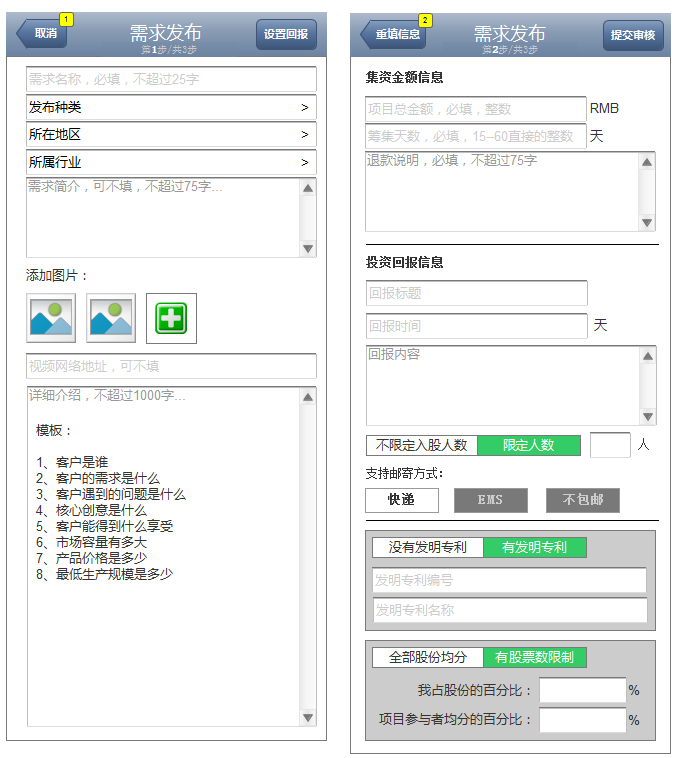 取消
1
需求发布
第1步/共3步
设置回报
需求名称，必填，不超过25字
发布种类 >
所在地区 >
所属行业 >
需求简介，可不填，不超过75字...
添加图片：
视频网络地址，可不填
详细介绍，不超过1000字...
模板：
1、客户是谁
2、客户的需求是什么
3、客户遇到的问题是什么
4、核心创意是什么
5、客户能得到什么享受
6、市场容量有多大
7、产品价格是多少
8、最低生产规模是多少
重填信息
2
需求发布
第2步/共3步
提交审核
集资金额信息
项目总金额，必填，整数 RMB
筹集天数，必填，15--60直接的整数 天
退款说明，必填，不超过75字
投资回报信息
回报标题
回报时间 天
回报内容
不限定入股人数 限定人数 人
支持邮寄方式：
快递 EMS 不包邮
没有发明专利 有发明专利
发明专利编号
发明专利名称
全部股份均分 有股票数限制
我占股份的百分比： %
项目参与者均分的百分比： %